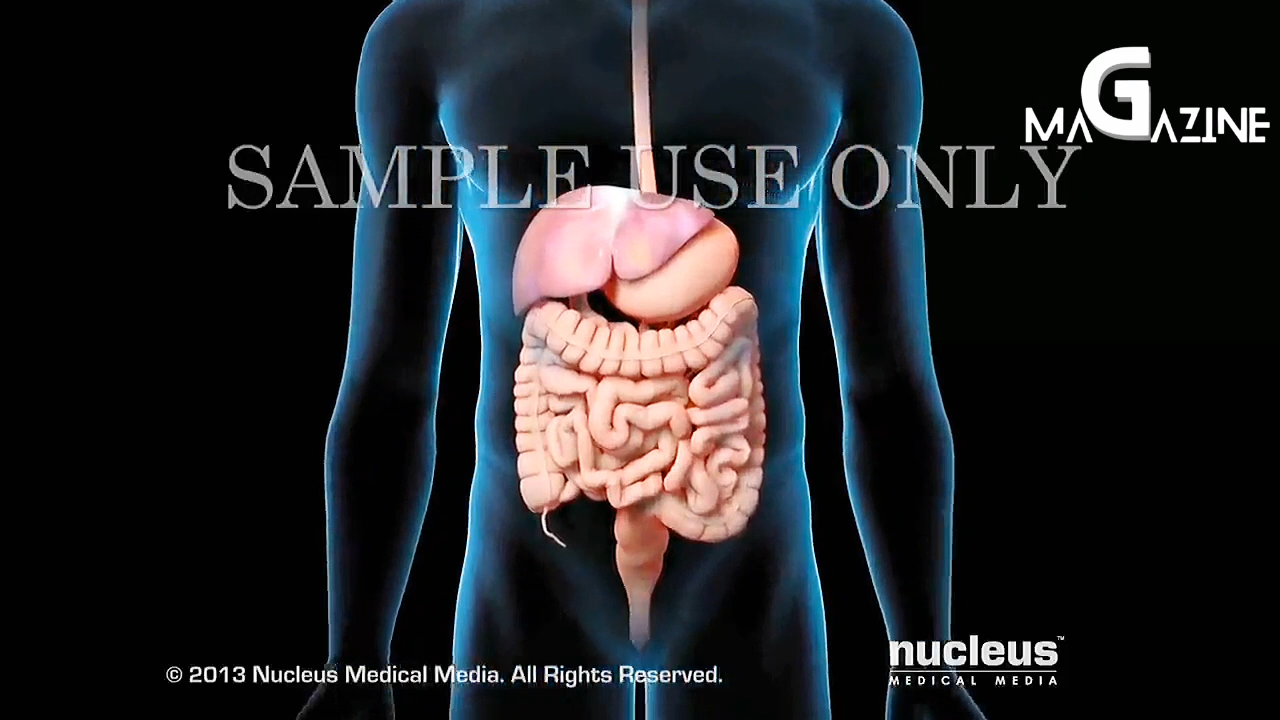 MAGAZINE
SAMPLE USE ONLY
© 2013 Nucleus Medical Media. All Rights Reserved.
nucleus™
MEDICAL MEDIA